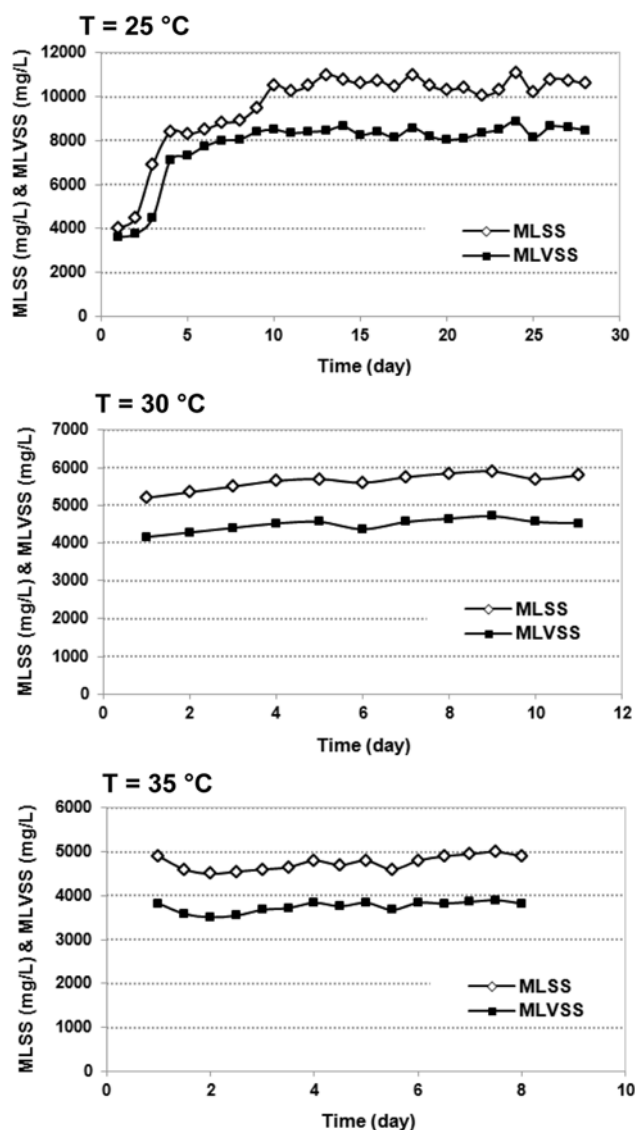 T = 25 °C
MLSS (mg/L) & MLVSS (mg/L)
12000
10000
8000
6000
4000
2000
0
MLSS
MLVSS
0 5 10 15 20 25 30
Time (day)
T = 30 °C
MLSS (mg/L) & MLVSS (mg/L)
7000
6000
5000
4000
3000
2000
1000
0
MLSS
MLVSS
0 2 4 6 8 10 12
Time (day)
T = 35 °C
MLSS (mg/L) & MLVSS (mg/L)
6000
5000
4000
3000
2000
1000
0
MLSS
MLVSS
0 2 4 6 8 10
Time (day)